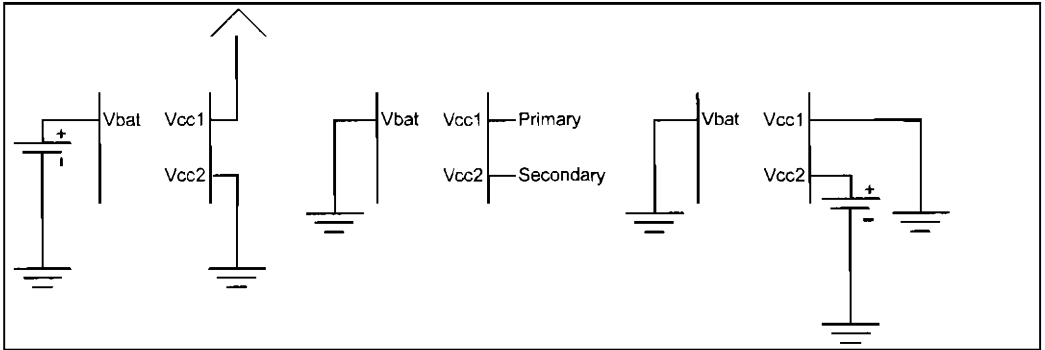 Vbat Vcc1
+
-
Vcc2
Vbat Vcc1 Primary
Vcc2 Secondary
Vbat Vcc1
Vcc2
+
-